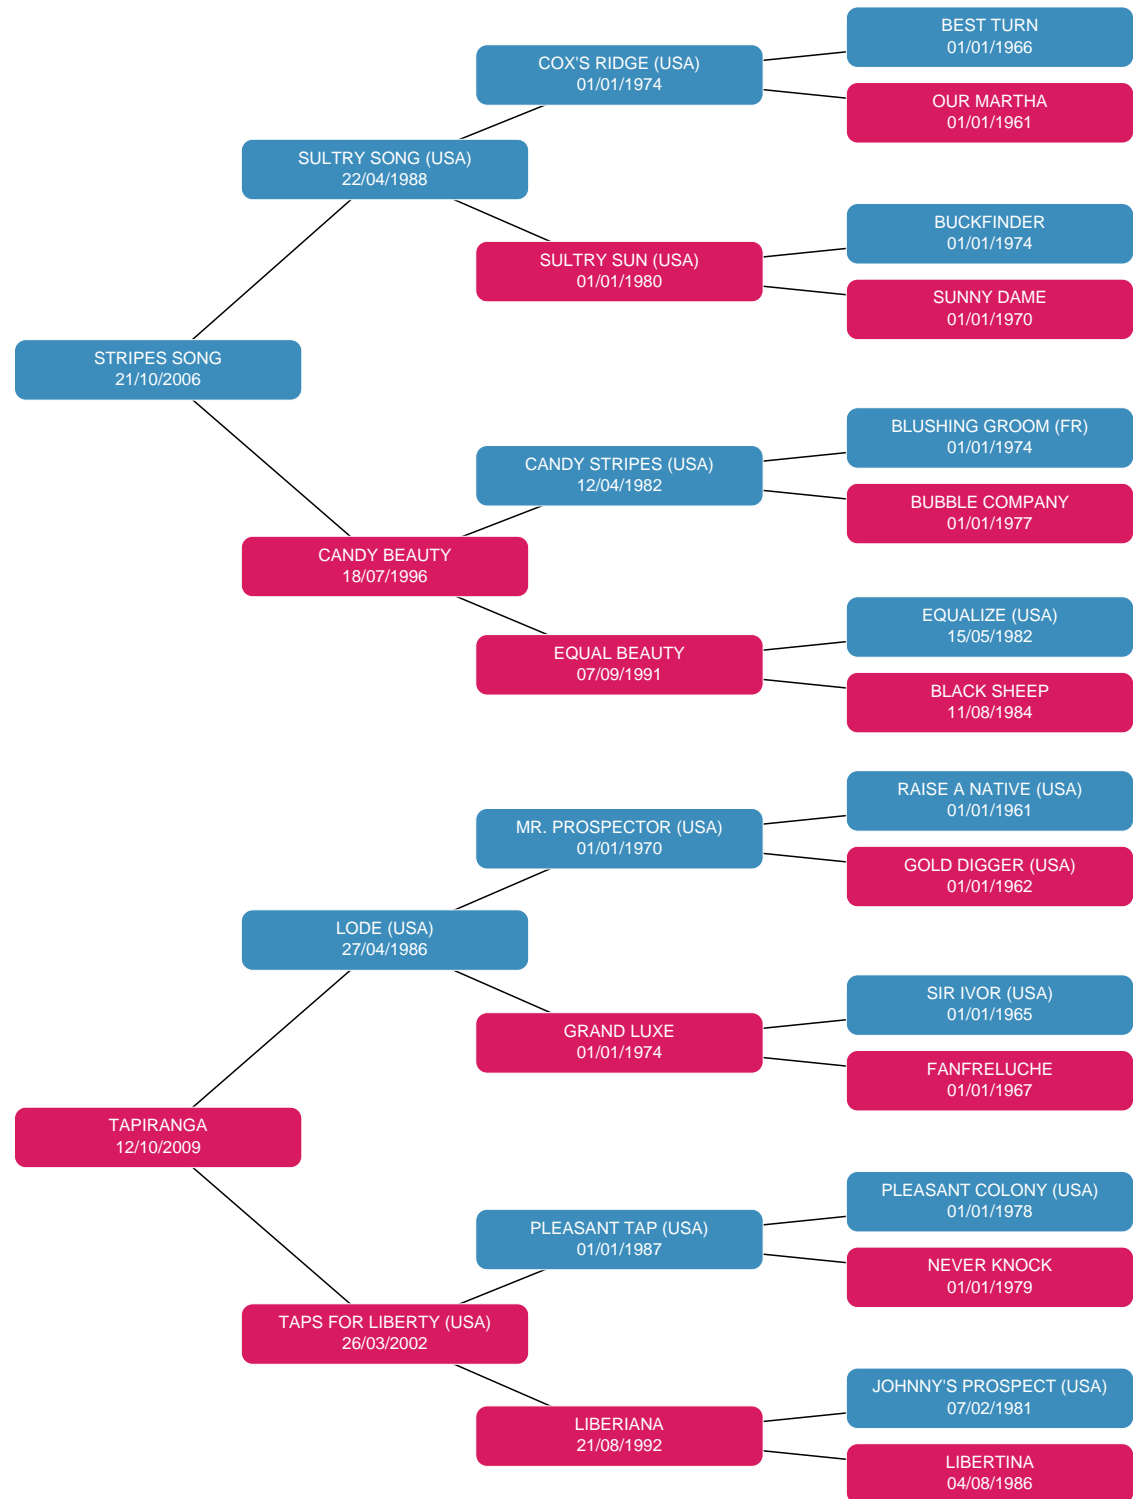 BEST TURN
01/01/1966
COX'S RIDGE (USA)
01/01/1974
OUR MARTHA
01/01/1961
SULTRY SONG (USA)
22/04/1988
BUCKFINDER
01/01/1974
SULTRY SUN (USA)
01/01/1980
SUNNY DAME
01/01/1970
STRIPES SONG
21/10/2006
BLUSHING GROOM (FR)
01/01/1974
CANDY STRIPES (USA)
12/04/1982
BUBBLE COMPANY
01/01/1977
CANDY BEAUTY
18/07/1996
EQUALIZE (USA)
15/05/1982
EQUAL BEAUTY
07/09/1991
BLACK SHEEP
11/08/1984
RAISE A NATIVE (USA)
01/01/1961
MR. PROSPECTOR (USA)
01/01/1970
GOLD DIGGER (USA)
01/01/1962
LODE (USA)
27/04/1986
SIR IVOR (USA)
01/01/1965
GRAND LUXE
01/01/1974
FANFRELUCHE
01/01/1967
TAPIRANGA
12/10/2009
PLEASANT COLONY (USA)
01/01/1978
PLEASANT TAP (USA)
01/01/1987
NEVER KNOCK
01/01/1979
TAPS FOR LIBERTY (USA)
26/03/2002
JOHNNY'S PROSPECT (USA)
07/02/1981
LIBERIANA
21/08/1992
LIBERTINA
04/08/1986